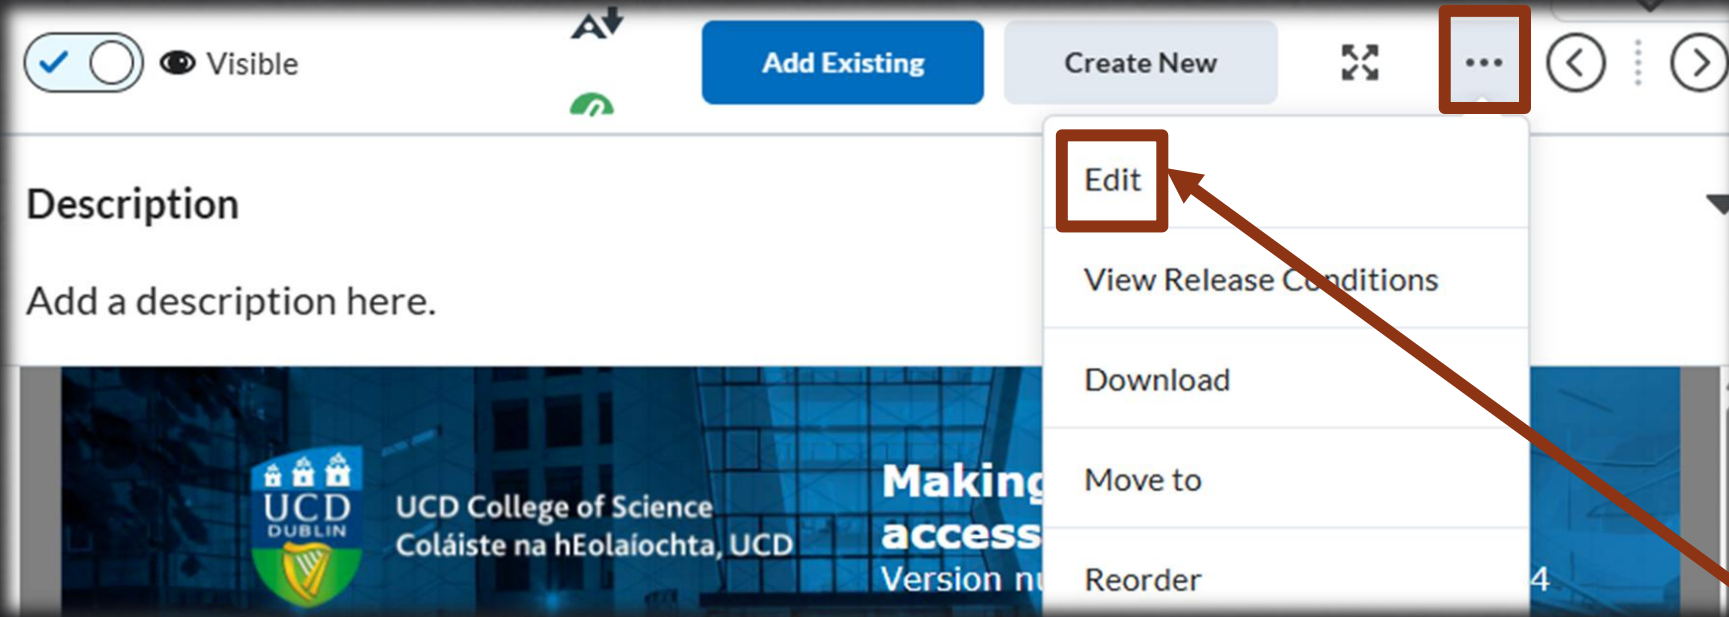 Visible
Add Existing
Create New
Edit
Description
View Release Conditions
Add a description here.
Download
Making
Move to
UCD
DUBLIN
UCD College of Science
Coláiste na hEolaíochta, UCD
access
Version
Reorder
4